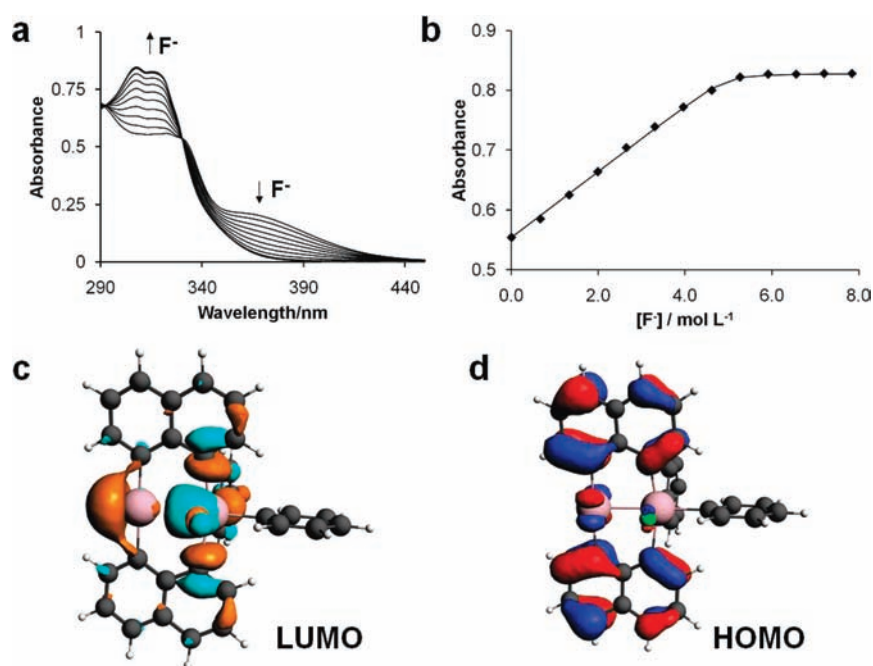 a
F⁻
F⁻
1
0.75
0.5
0.25
0
290
340
390
440
Absorbance
Wavelength/nm
b
0.9
0.8
0.7
0.6
0.5
0.0
2.0
4.0
6.0
8.0
Absorbance
[F⁻] / mol L⁻¹
c
LUMO
d
HOMO